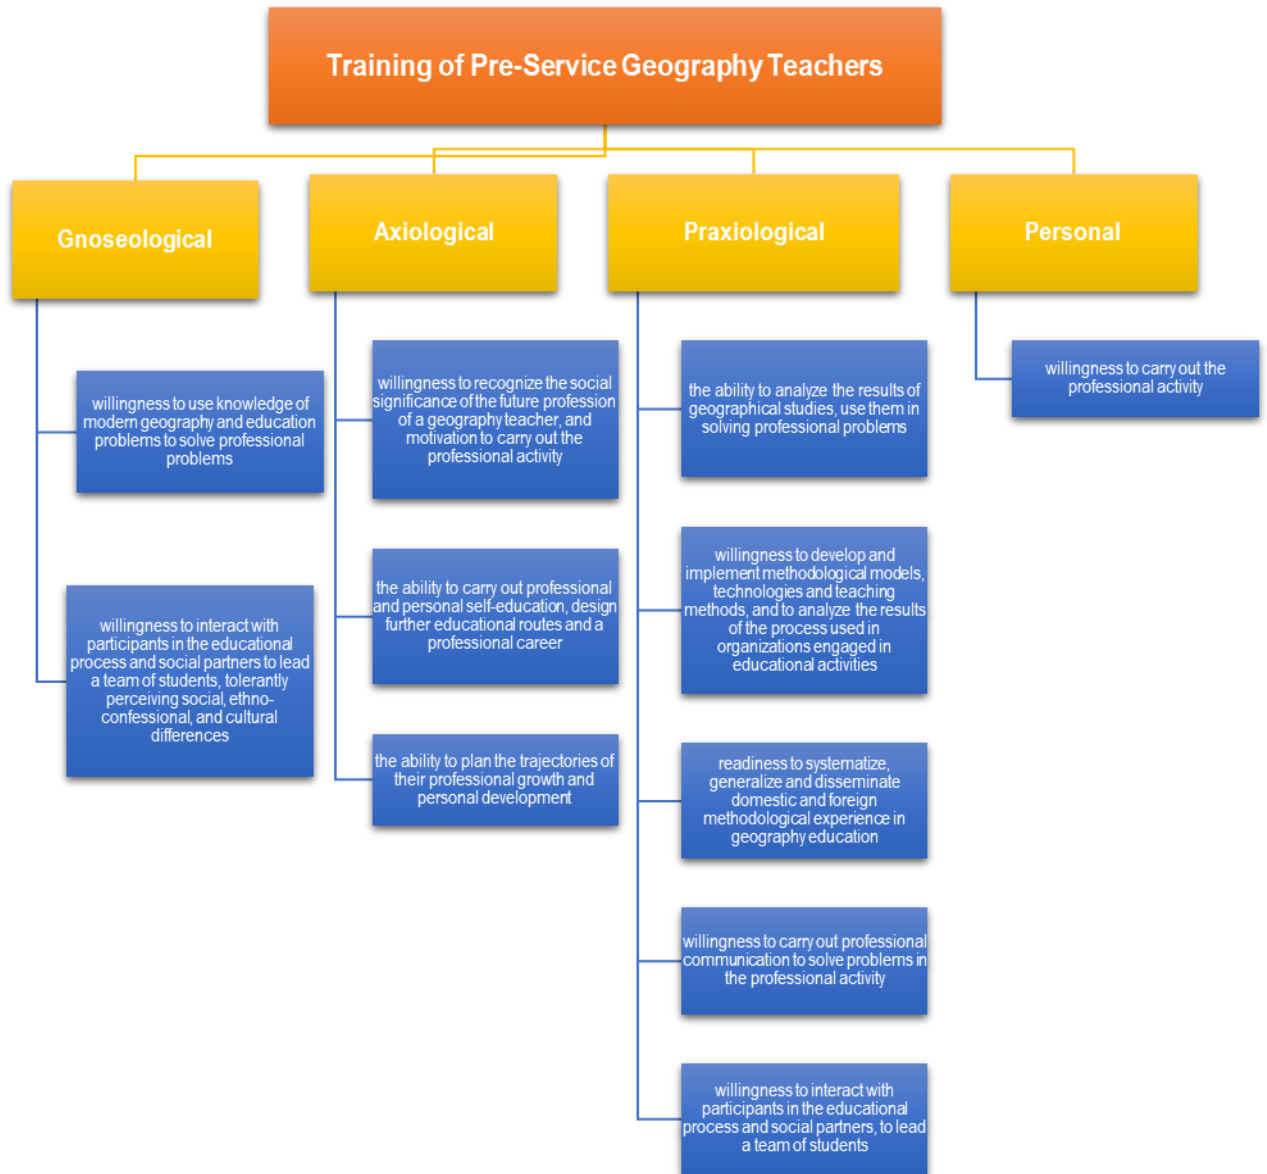 Training of Pre-Service Geography Teachers
Gnoseological
Axiological
Praxiological
Personal
willingness to use knowledge of
modern geography and education
problems to solve professional
problems
willingness to interact with
participants in the educational
process and social partners to lead
a team of students, tolerantly
perceiving social, ethno-
confessional, and cultural
differences
willingness to recognize the social
significance of the future profession
of a geography teacher, and
motivation to carry out the
professional activity
the ability to carry out professional
and personal self-education, design
further educational routes and a
professional career
the ability to plan the trajectories of
their professional growth and
personal development
the ability to analyze the results of
geographical studies, use them in
solving professional problems
willingness to develop and
implement methodological models,
technologies and teaching
methods, and to analyze the results
of the process used in
organizations engaged in
educational activities
readiness to systematize,
generalize and disseminate
domestic and foreign
methodological experience in
geography education
willingness to carry out professional
communication to solve problems in
the professional activity
willingness to interact with
participants in the educational
process and social partners, to lead
a team of students
willingness to carry out the
professional activity